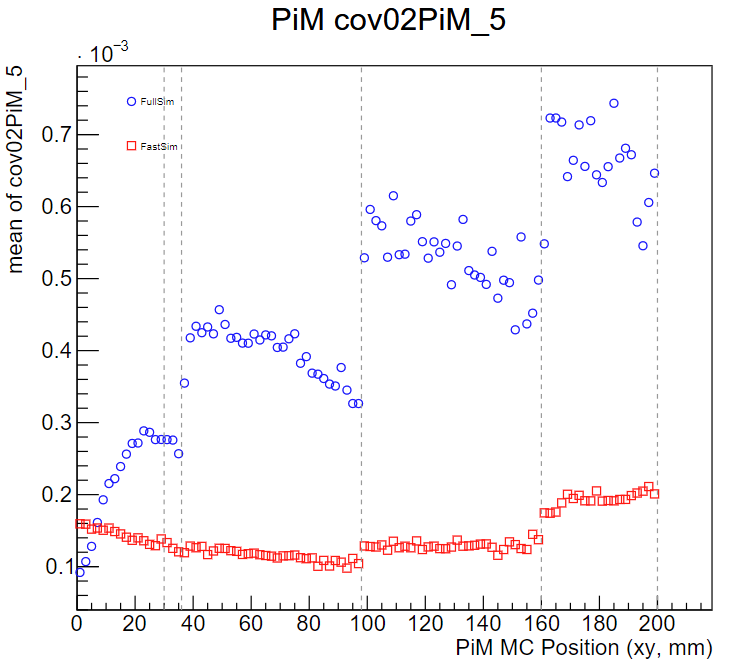 PiM cov02PiM_5
· 10⁻³
mean of cov02PiM_5
FullSim
FastSim
0.7
0.6
0.5
0.4
0.3
0.2
0.1
0 20 40 60 80 100 120 140 160 180 200
PiM MC Position (xy, mm)